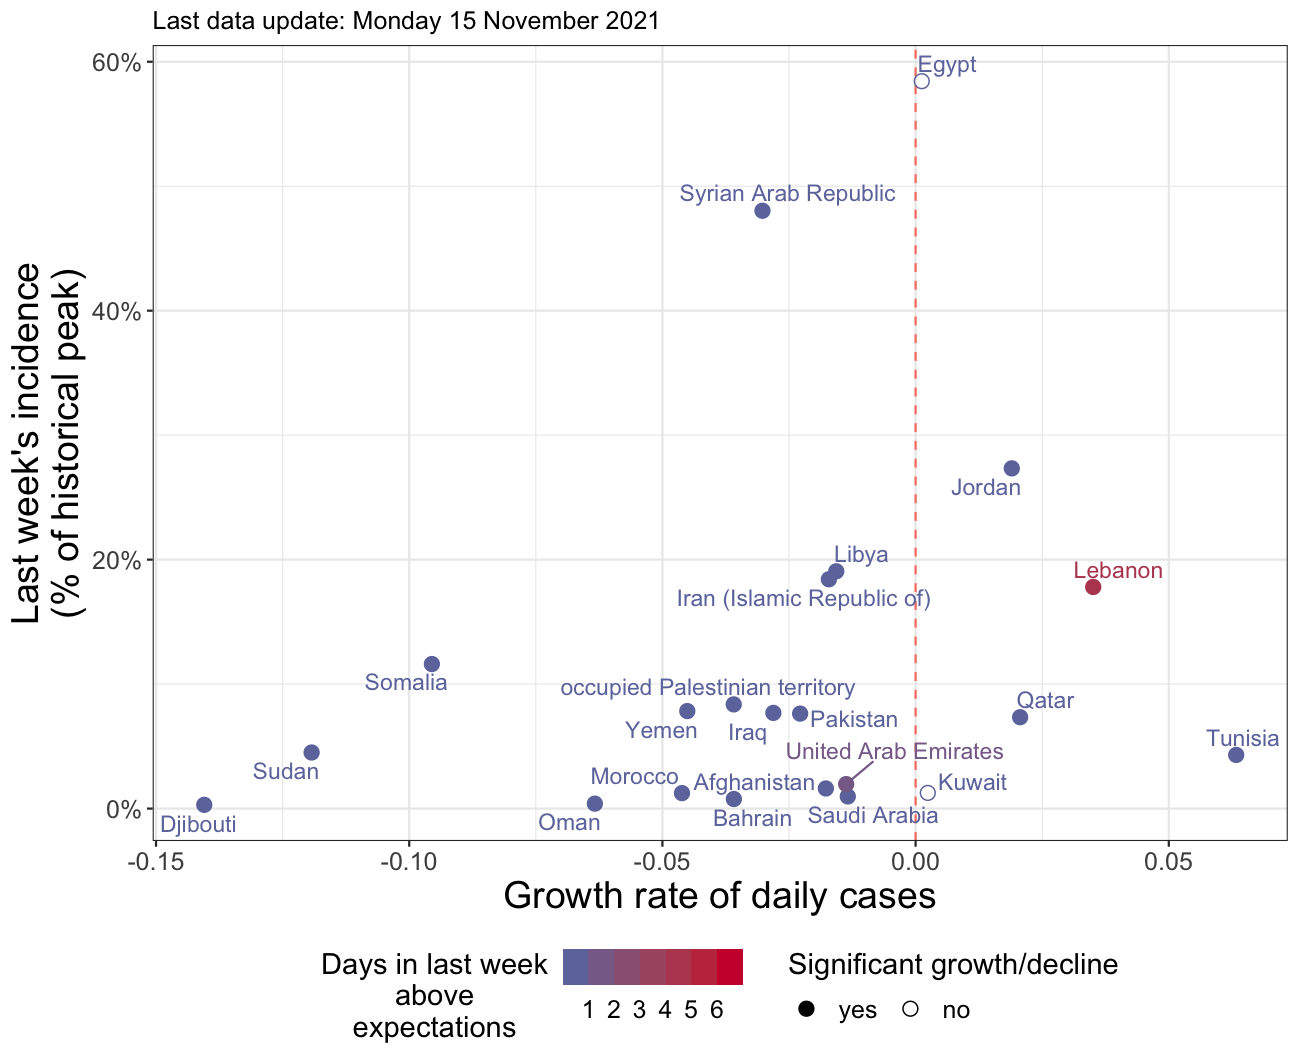 Last data update: Monday 15 November 2021
60%
40%
20%
0%
Last week's incidence
(% of historical peak)
Egypt
Syrian Arab Republic
Jordan
Libya
Lebanon
Iran (Islamic Republic of)
Somalia
occupied Palestinian territory
Qatar
Yemen
Iraq
Pakistan
Tunisia
United Arab Emirates
Sudan
Morocco
Afghanistan
Kuwait
Djibouti
Oman
Bahrain
Saudi Arabia
-0.15 -0.10 -0.05 0.00 0.05
Growth rate of daily cases
Days in last week
above
expectations
1 2 3 4 5 6
Significant growth/decline
yes no